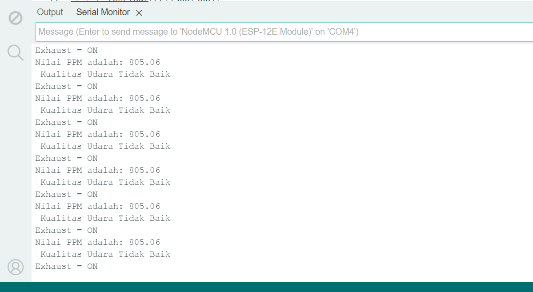 Output Serial Monitor
Message (Enter to send message to 'NodeMCU 1.0 (ESP-12E Module)' on 'COM4')
Exhaust = ON
Nilai PPM adalah: 805.06
Kualitas Udara Tidak Baik
Exhaust = ON
Nilai PPM adalah: 805.06
Kualitas Udara Tidak Baik
Exhaust = ON
Nilai PPM adalah: 805.06
Kualitas Udara Tidak Baik
Exhaust = ON
Nilai PPM adalah: 805.06
Kualitas Udara Tidak Baik
Exhaust = ON
Nilai PPM adalah: 805.06
Kualitas Udara Tidak Baik
Exhaust = ON
Nilai PPM adalah: 805.06
Kualitas Udara Tidak Baik
Exhaust = ON